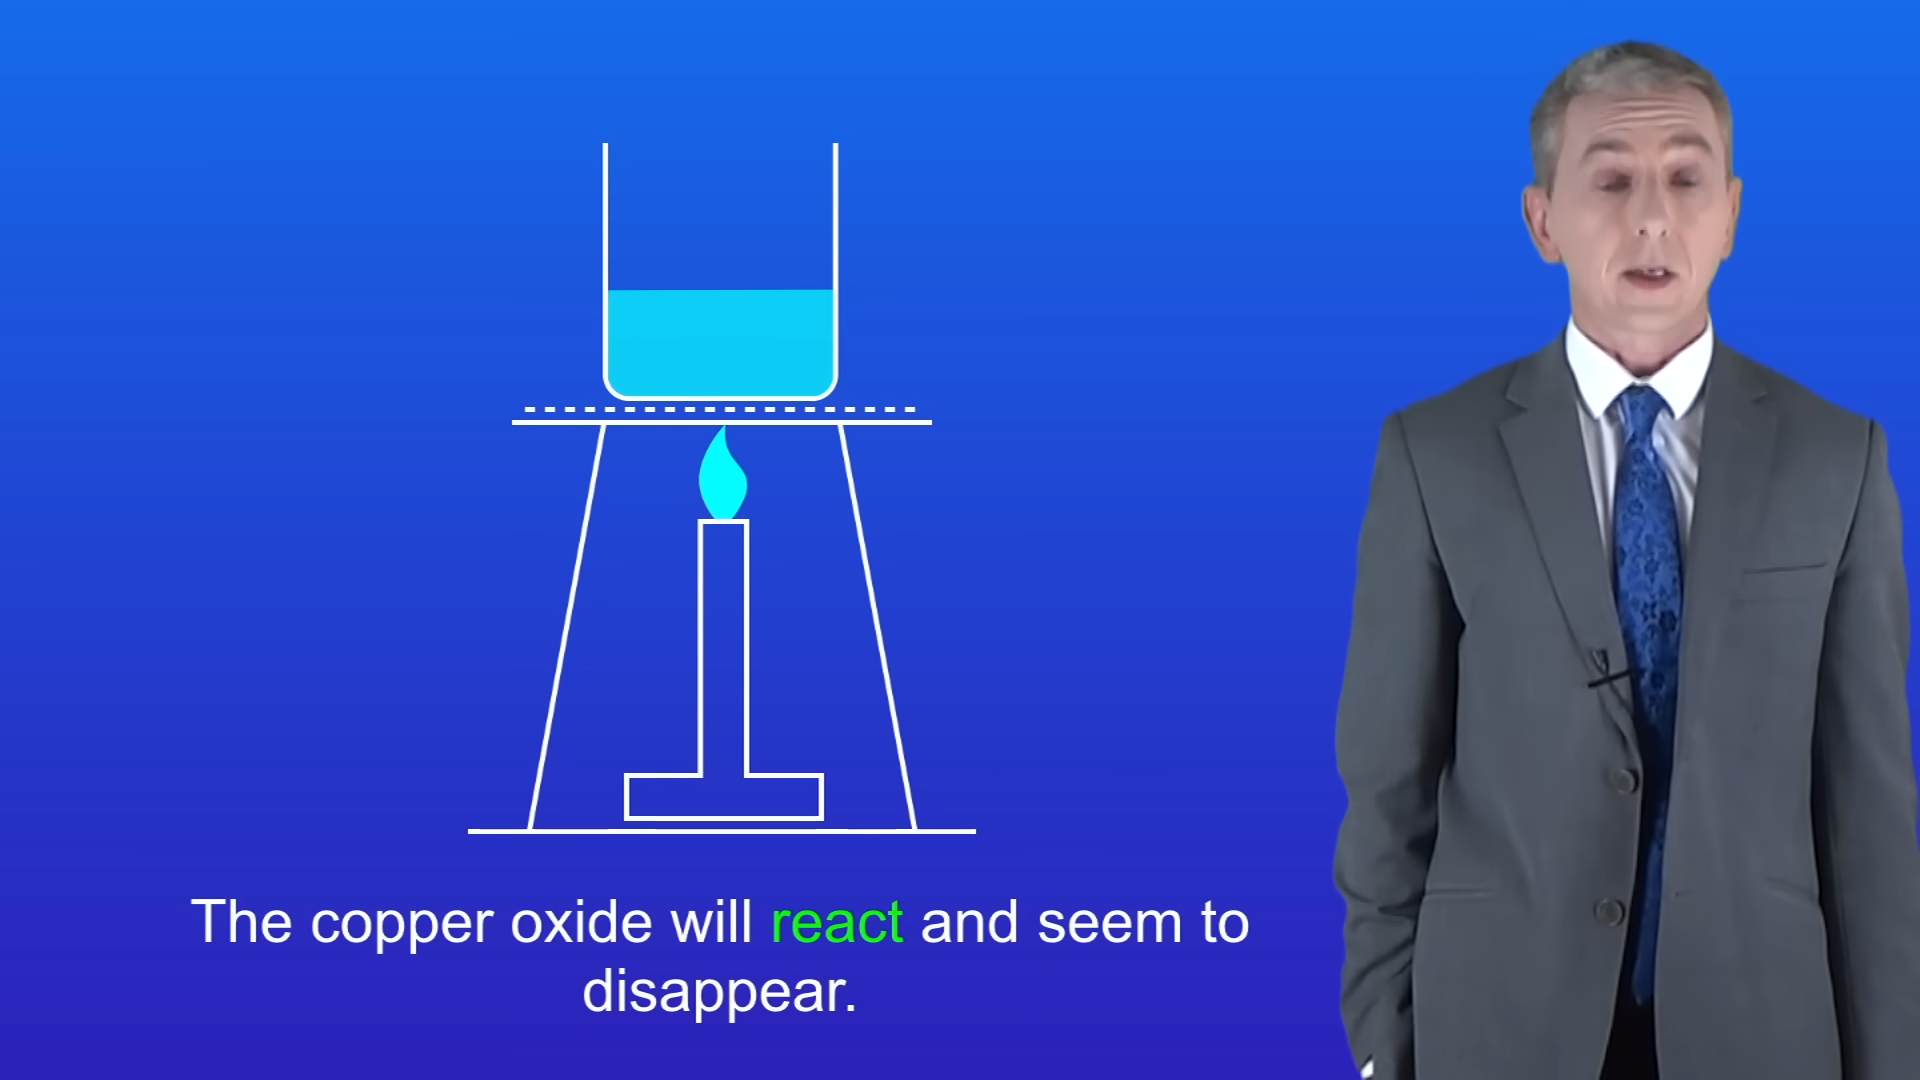 The copper oxide will react and seem to
disappear.